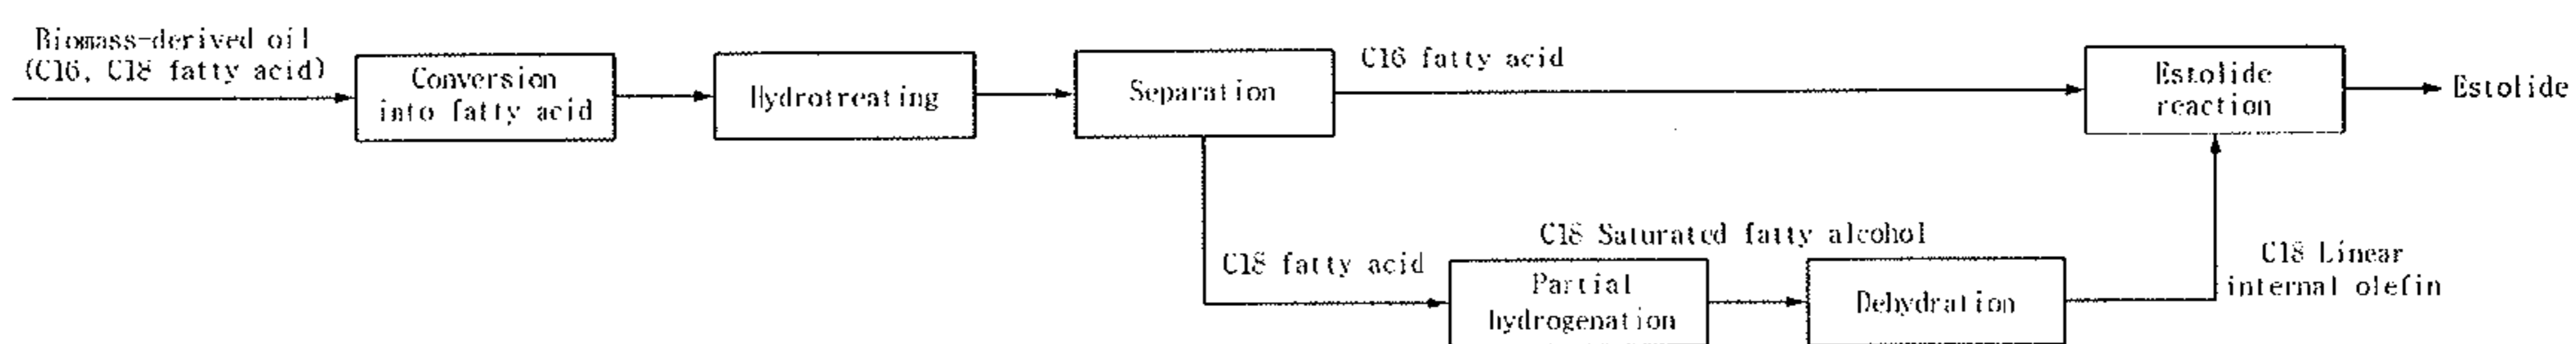 Biomass-derived oil
(C16, C18 fatty acid)
Conversion
into fatty acid
Hydrotreating
Separation
C16 fatty acid
Estolide
reaction
Estolide
C18 fatty acid
C18 Saturated fatty alcohol
Partial
hydrogenation
Dehydration
C18 Linear
internal olefin